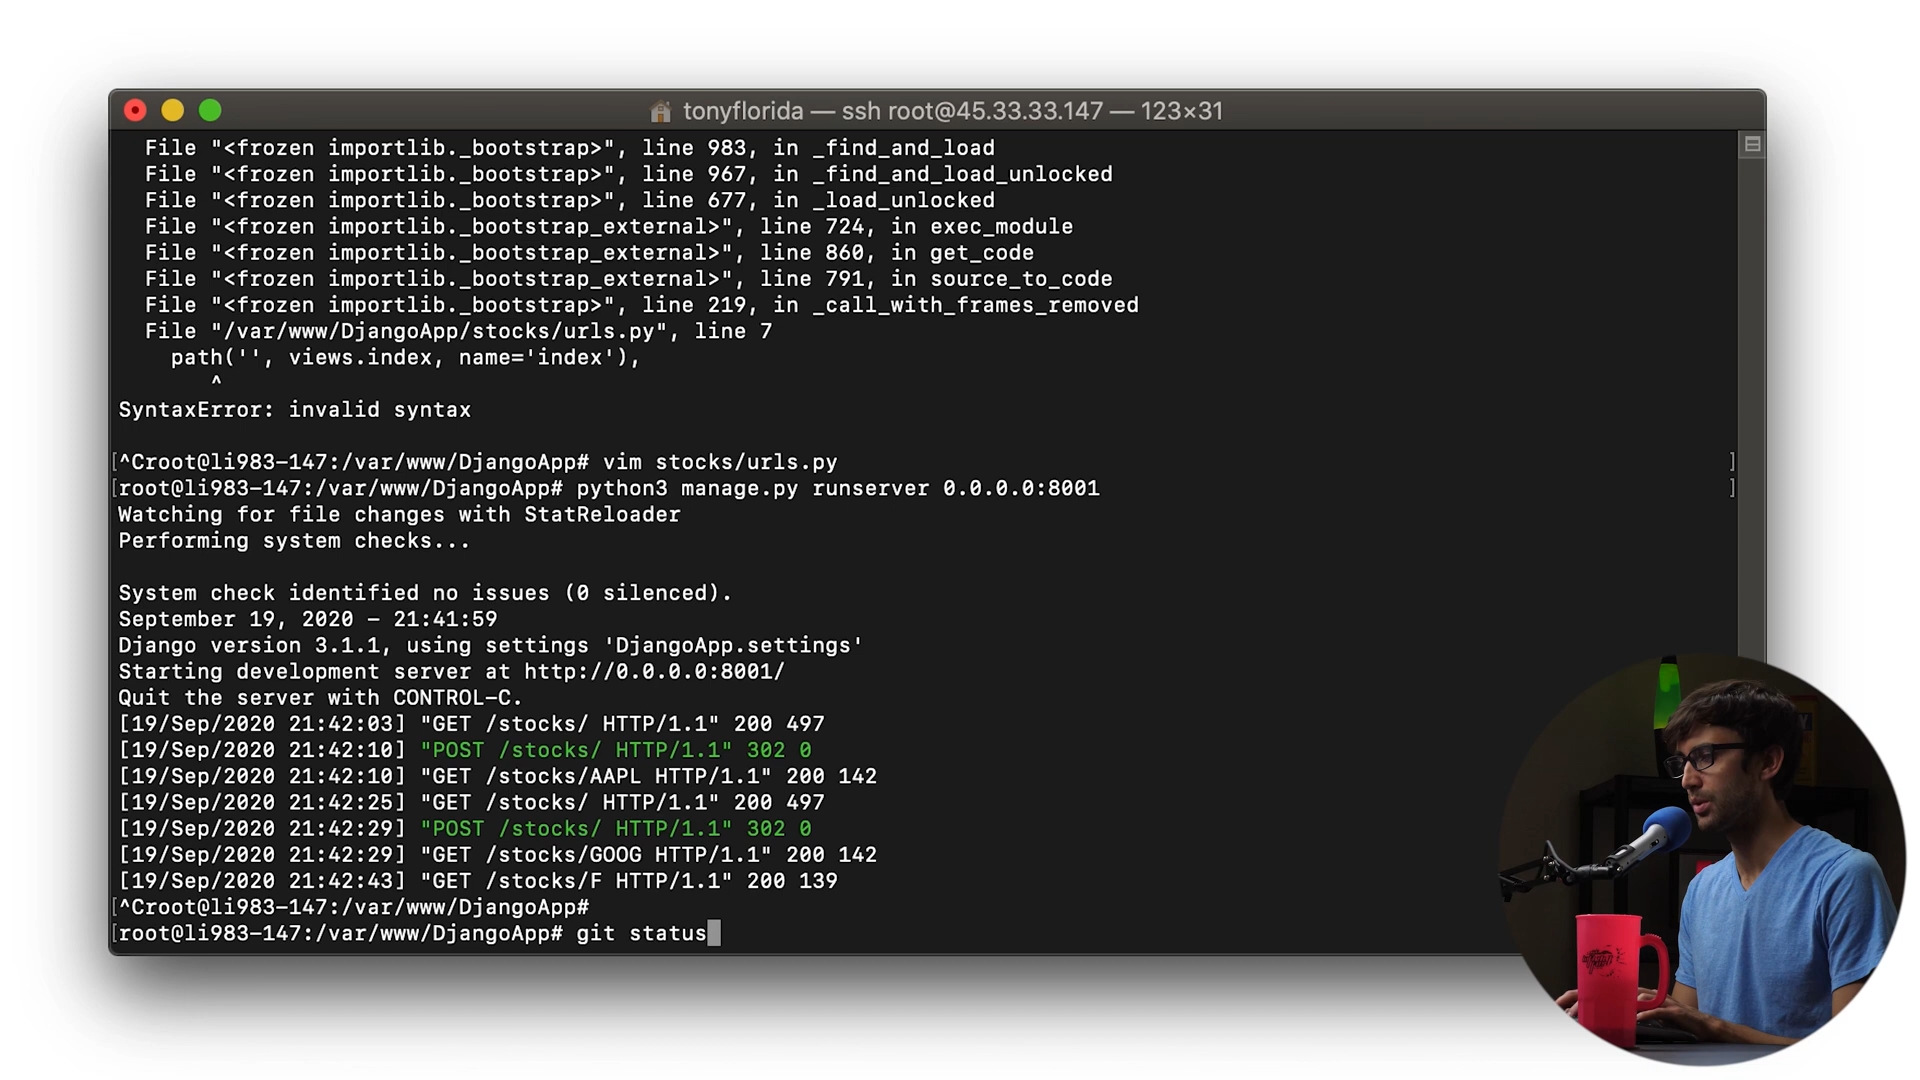 tonyflorida — ssh root@45.33.33.147 — 123×31
File "<frozen importlib._bootstrap>", line 983, in _find_and_load
File "<frozen importlib._bootstrap>", line 967, in _find_and_load_unlocked
File "<frozen importlib._bootstrap>", line 677, in _load_unlocked
File "<frozen importlib._bootstrap_external>", line 724, in exec_module
File "<frozen importlib._bootstrap_external>", line 860, in get_code
File "<frozen importlib._bootstrap_external>", line 791, in source_to_code
File "<frozen importlib._bootstrap>", line 219, in _call_with_frames_removed
File "/var/www/DjangoApp/stocks/urls.py", line 7
path('', views.index, name='index'),
^
SyntaxError: invalid syntax
[^Croot@li983-147:/var/www/DjangoApp# vim stocks/urls.py ]
[root@li983-147:/var/www/DjangoApp# python3 manage.py runserver 0.0.0.0:8001 ]
Watching for file changes with StatReloader
Performing system checks...
System check identified no issues (0 silenced).
September 19, 2020 - 21:41:59
Django version 3.1.1, using settings 'DjangoApp.settings'
Starting development server at http://0.0.0.0:8001/
Quit the server with CONTROL-C.
[19/Sep/2020 21:42:03] "GET /stocks/ HTTP/1.1" 200 497
[19/Sep/2020 21:42:10] "POST /stocks/ HTTP/1.1" 302 0
[19/Sep/2020 21:42:10] "GET /stocks/AAPL HTTP/1.1" 200 142
[19/Sep/2020 21:42:25] "GET /stocks/ HTTP/1.1" 200 497
[19/Sep/2020 21:42:29] "POST /stocks/ HTTP/1.1" 302 0
[19/Sep/2020 21:42:29] "GET /stocks/GOOG HTTP/1.1" 200 142
[19/Sep/2020 21:42:43] "GET /stocks/F HTTP/1.1" 200 139
[^Croot@li983-147:/var/www/DjangoApp#
[root@li983-147:/var/www/DjangoApp# git status